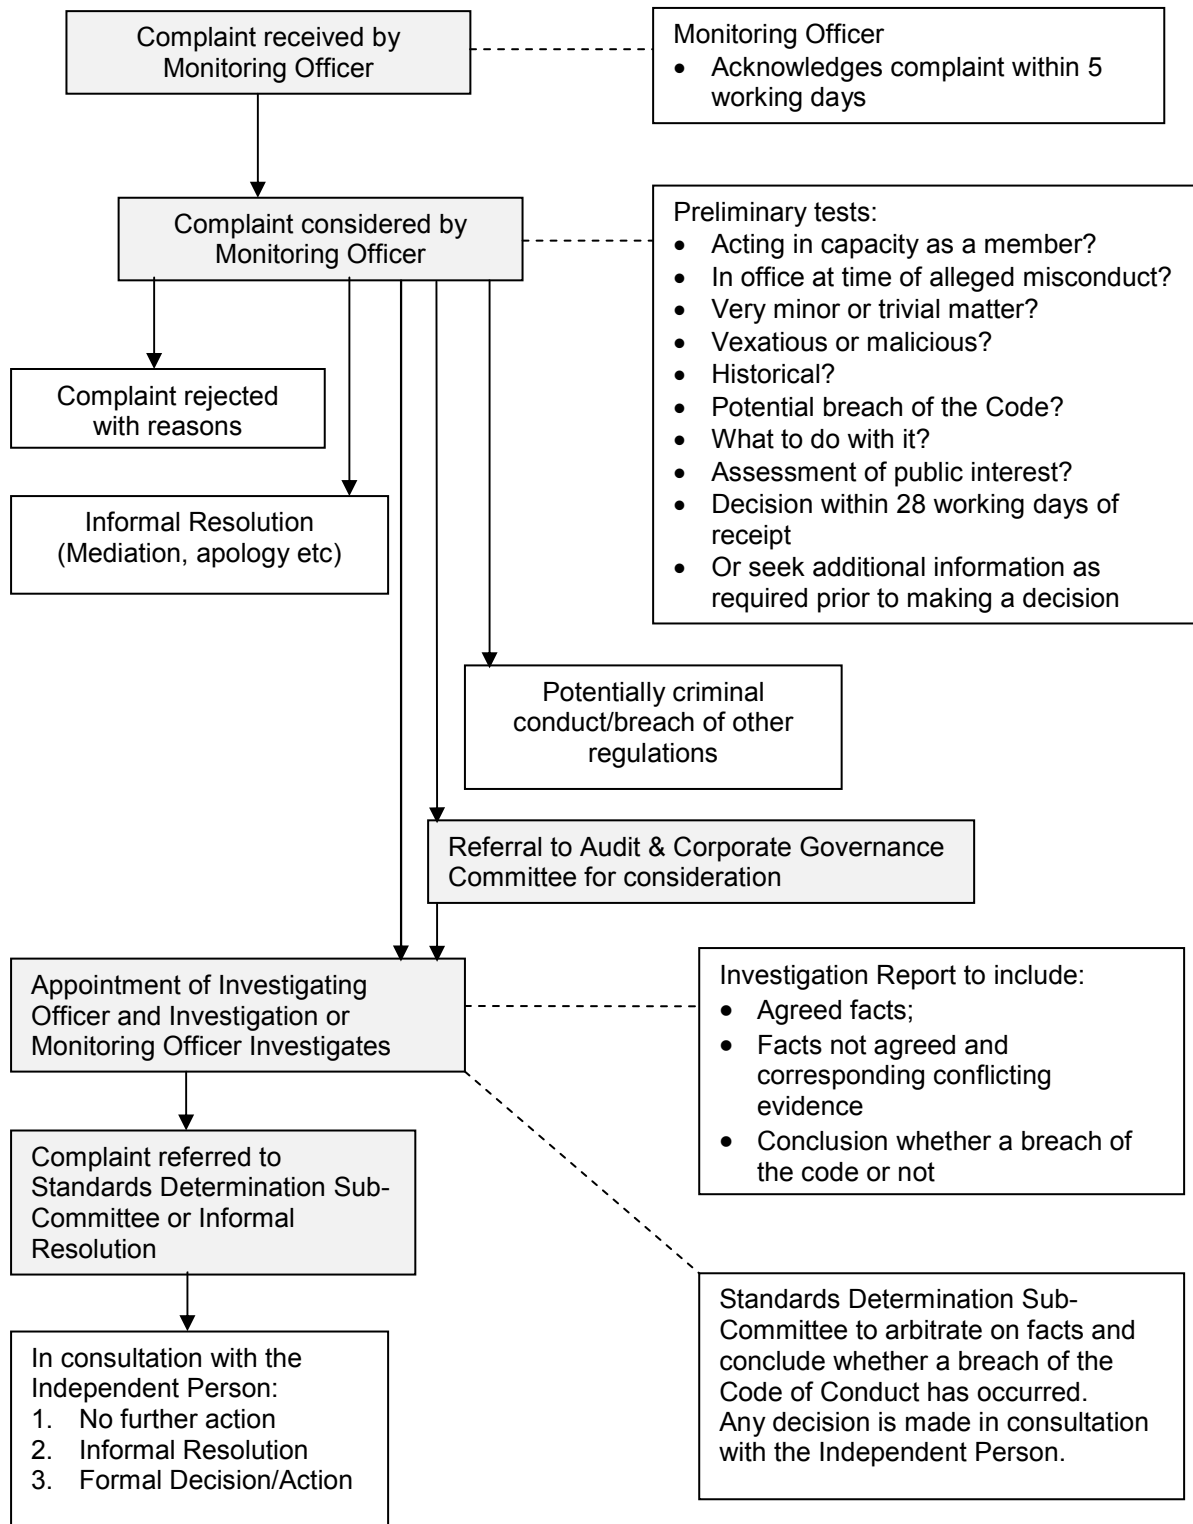 Complaint received by
Monitoring Officer
Monitoring Officer
• Acknowledges complaint within 5
working days
Complaint considered by
Monitoring Officer
Preliminary tests:
• Acting in capacity as a member?
• In office at time of alleged misconduct?
• Very minor or trivial matter?
• Vexatious or malicious?
• Historical?
• Potential breach of the Code?
• What to do with it?
• Assessment of public interest?
• Decision within 28 working days of
receipt
• Or seek additional information as
required prior to making a decision
Complaint rejected
with reasons
Informal Resolution
(Mediation, apology etc)
Potentially criminal
conduct/breach of other
regulations
Referral to Audit & Corporate Governance
Committee for consideration
Appointment of Investigating
Officer and Investigation or
Monitoring Officer Investigates
Investigation Report to include:
• Agreed facts;
• Facts not agreed and
corresponding conflicting
evidence
• Conclusion whether a breach of
the code or not
Complaint referred to
Standards Determination Sub-
Committee or Informal
Resolution
Standards Determination Sub-
Committee to arbitrate on facts and
conclude whether a breach of the
Code of Conduct has occurred.
Any decision is made in consultation
with the Independent Person.
In consultation with the
Independent Person:
1. No further action
2. Informal Resolution
3. Formal Decision/Action